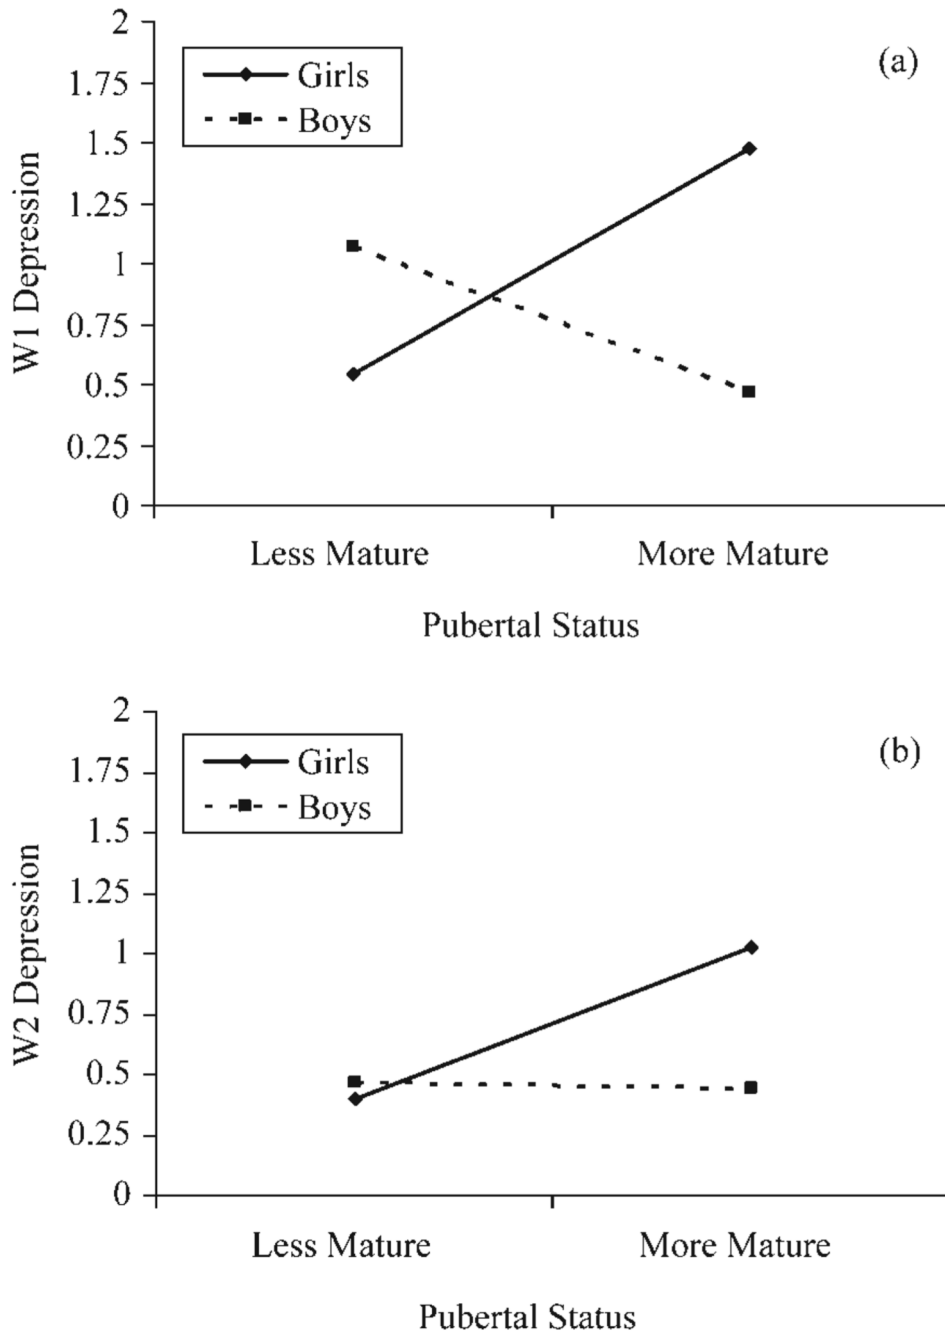 (a)
Girls
Boys
W1 Depression
2
1.75
1.5
1.25
1
0.75
0.5
0.25
0
Less Mature More Mature
Pubertal Status
(b)
Girls
Boys
W2 Depression
2
1.75
1.5
1.25
1
0.75
0.5
0.25
0
Less Mature More Mature
Pubertal Status